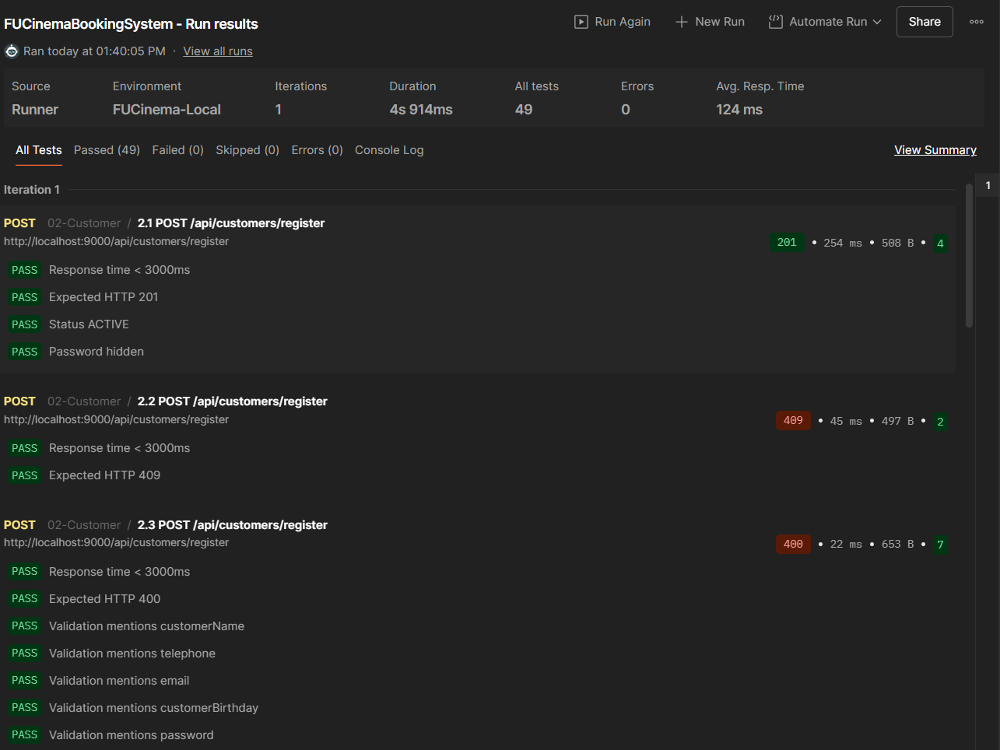 FUCinemaBookingSystem - Run results
Run Again
New Run
Automate Run
Share
Ran today at 01:40:05 PM · View all runs
Source Environment Iterations Duration All tests Errors Avg. Resp. Time
Runner FUCinema-Local 1 4s 914ms 49 0 124 ms
All Tests Passed (49) Failed (0) Skipped (0) Errors (0) Console Log View Summary
Iteration 1
1
POST 02-Customer / 2.1 POST /api/customers/register
http://localhost:9000/api/customers/register
201 • 254 ms • 508 B • 4
PASS Response time < 3000ms
PASS Expected HTTP 201
PASS Status ACTIVE
PASS Password hidden
POST 02-Customer / 2.2 POST /api/customers/register
http://localhost:9000/api/customers/register
409 • 45 ms • 497 B • 2
PASS Response time < 3000ms
PASS Expected HTTP 409
POST 02-Customer / 2.3 POST /api/customers/register
http://localhost:9000/api/customers/register
400 • 22 ms • 653 B • 7
PASS Response time < 3000ms
PASS Expected HTTP 400
PASS Validation mentions customerName
PASS Validation mentions telephone
PASS Validation mentions email
PASS Validation mentions customerBirthday
PASS Validation mentions password